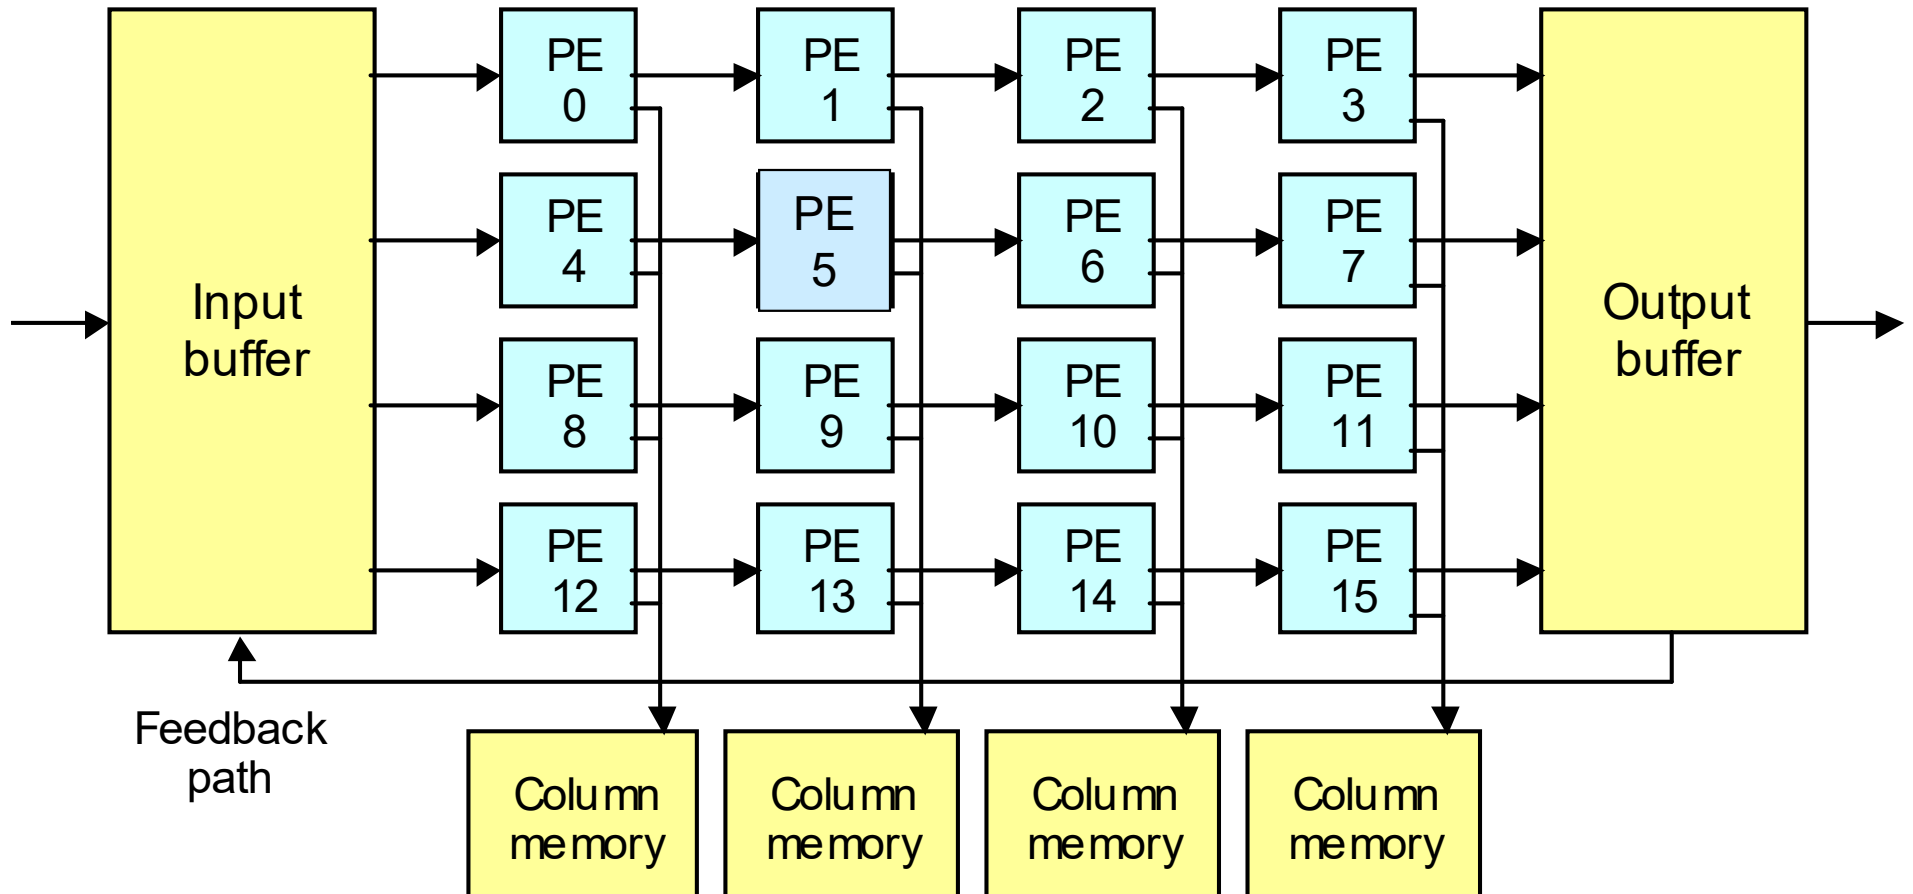 PE
0
PE
1
PE
2
PE
3
PE
4
PE
5
PE
6
PE
7
Input
buffer
Output
buffer
PE
8
PE
9
PE
10
PE
11
PE
12
PE
13
PE
14
PE
15
Feedback
path
Column
memory
Column
memory
Column
memory
Column
memory